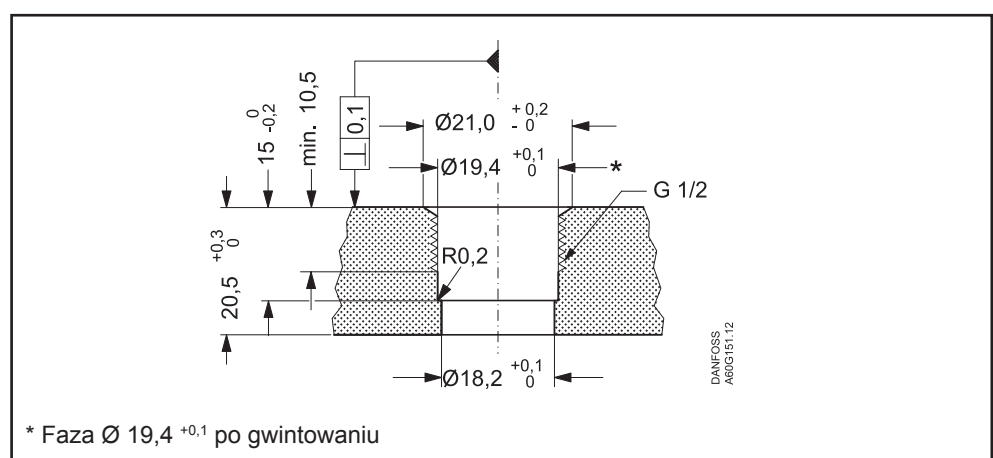 Ø21,0 + 0,2 - 0
Ø19,4 +0,1 0 *
G 1/2
R0,2
Ø18,2 +0,1 0
⊥ 0,1
min. 10,5
15 0 -0,2
20,5 +0,3 0
DANFOSS
A60G151.12
* Faza Ø 19,4 +0,1 po gwintowaniu